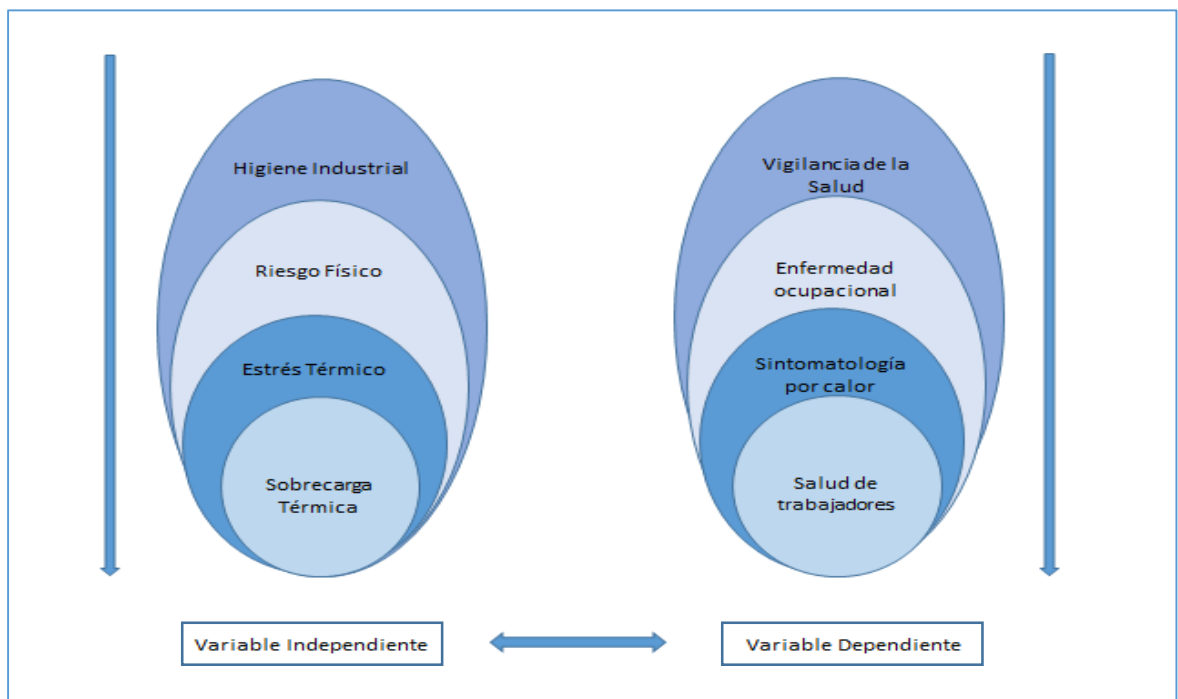 Higiene Industrial
Riesgo Físico
Estrés Térmico
Sobrecarga
Térmica
Variable Independiente
Vigilancia de la
Salud
Enfermedad
ocupacional
Sintomatología
por calor
Salud de
trabajadores
Variable Dependiente